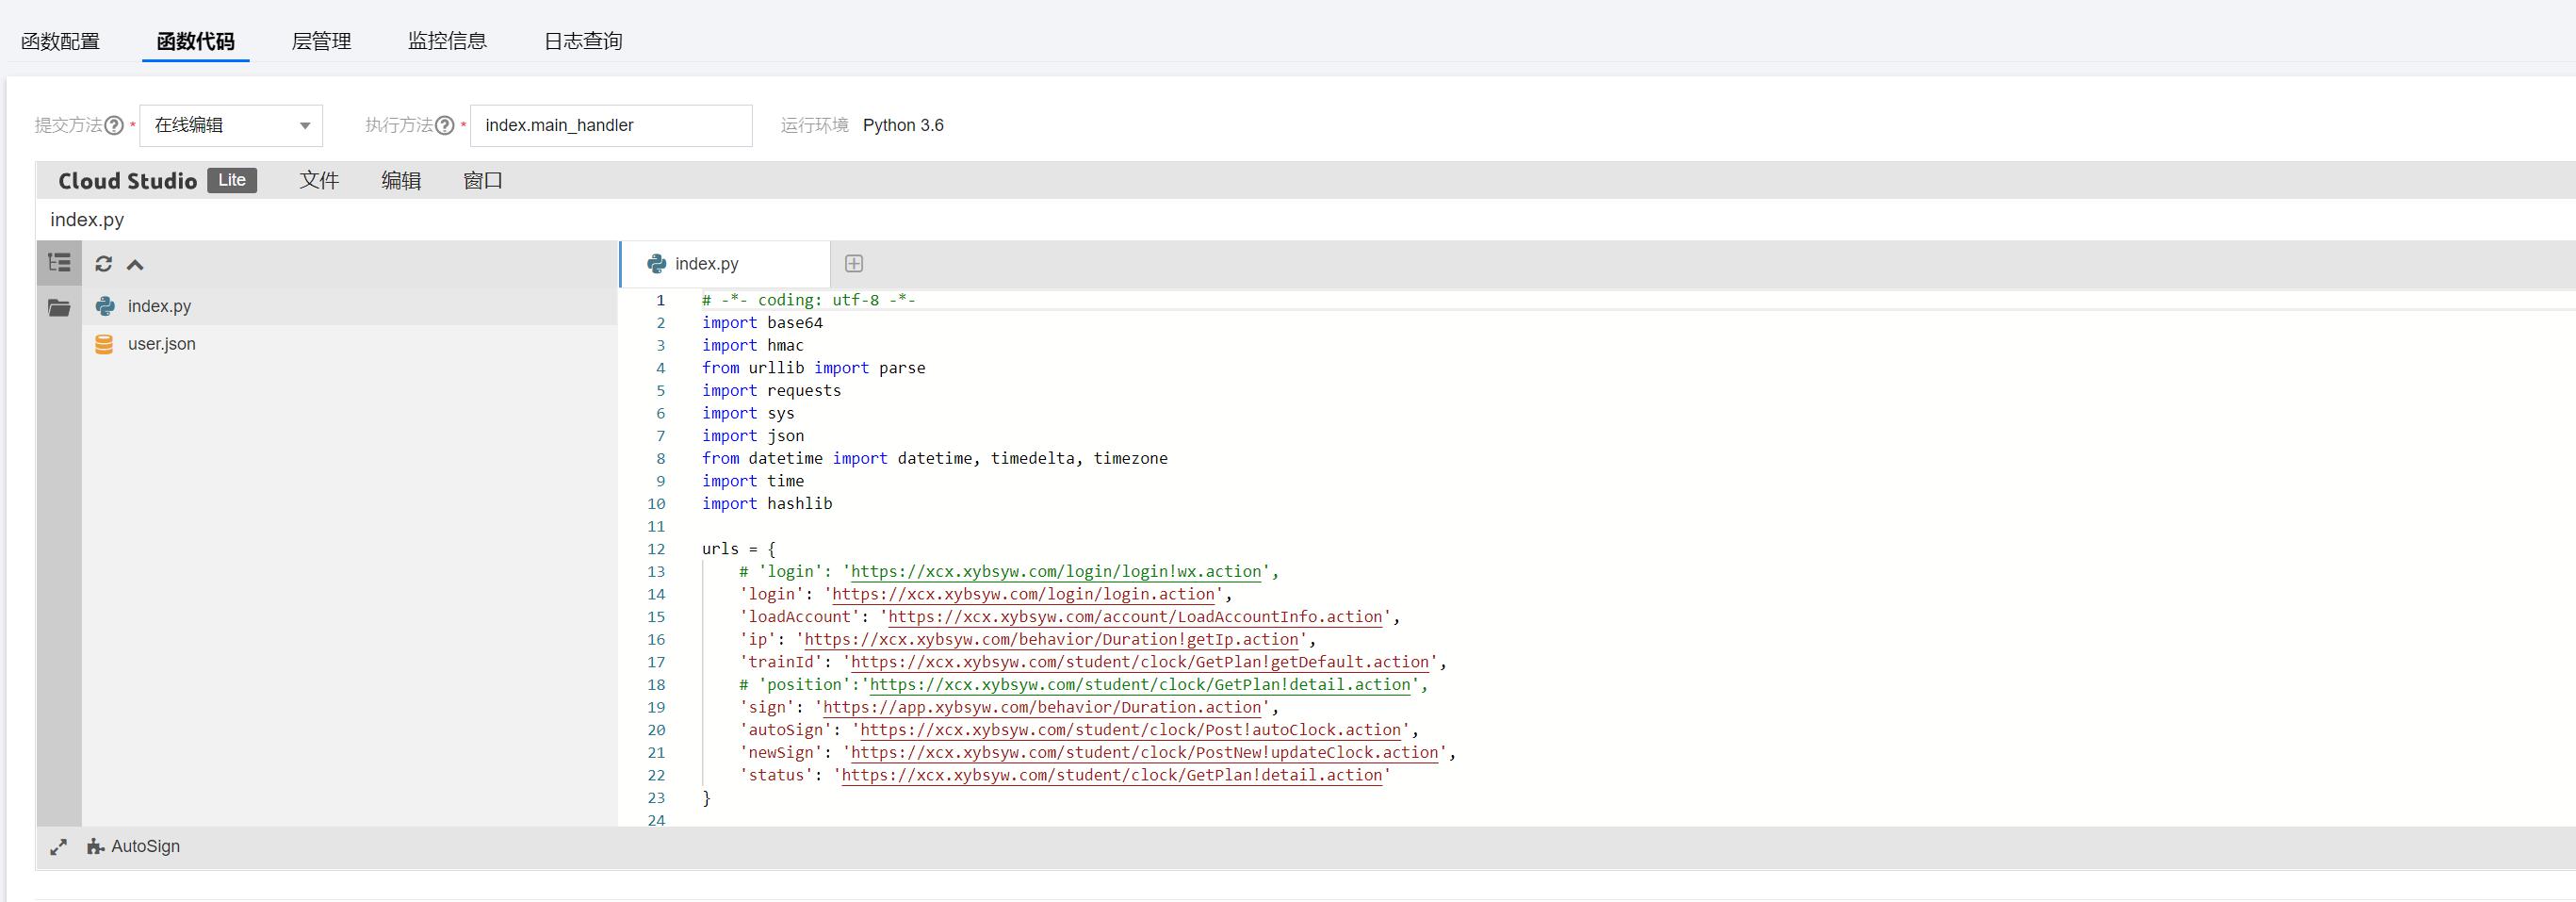 函数配置 函数代码 层管理 监控信息 日志查询
提交方法 * 在线编辑 执行方法 * index.main_handler 运行环境 Python 3.6
Cloud Studio Lite 文件 编辑 窗口
index.py
index.py
index.py
user.json
1 # -*- coding: utf-8 -*-
2 import base64
3 import hmac
4 from urllib import parse
5 import requests
6 import sys
7 import json
8 from datetime import datetime, timedelta, timezone
9 import time
10 import hashlib
11
12 urls = {
13 # 'login': 'https://xcx.xybsyw.com/login/login!wx.action',
14 'login': 'https://xcx.xybsyw.com/login/login.action',
15 'loadAccount': 'https://xcx.xybsyw.com/account/LoadAccountInfo.action',
16 'ip': 'https://xcx.xybsyw.com/behavior/Duration!getIp.action',
17 'trainId': 'https://xcx.xybsyw.com/student/clock/GetPlan!getDefault.action',
18 # 'position':'https://xcx.xybsyw.com/student/clock/GetPlan!detail.action',
19 'sign': 'https://app.xybsyw.com/behavior/Duration.action',
20 'autoSign': 'https://xcx.xybsyw.com/student/clock/Post!autoClock.action',
21 'newSign': 'https://xcx.xybsyw.com/student/clock/PostNew!updateClock.action',
22 'status': 'https://xcx.xybsyw.com/student/clock/GetPlan!detail.action'
23 }
24
AutoSign